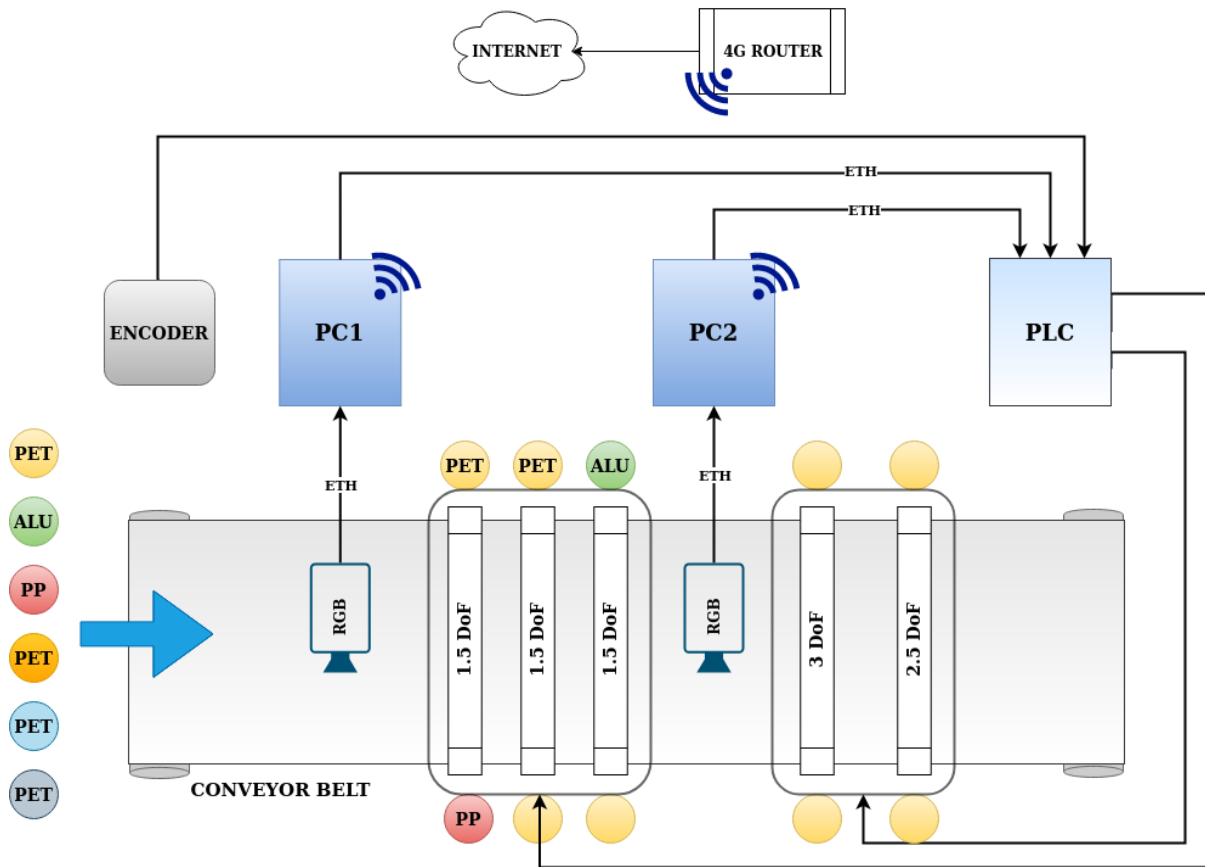 INTERNET
4G ROUTER
ETH
ETH
ENCODER
PC1
PC2
PLC
PET
ALU
PP
PET
PET
PET
PET
PET
ALU
ETH
ETH
RGB
1.5 DoF
1.5 DoF
1.5 DoF
RGB
3 DoF
2.5 DoF
CONVEYOR BELT
PP